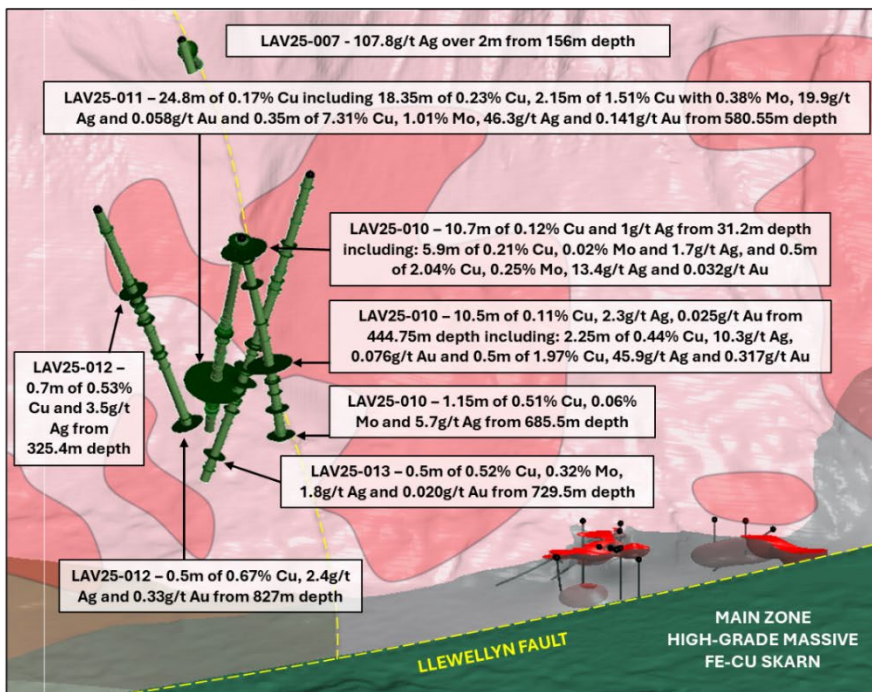 LAV25-007 - 107.8g/t Ag over 2m from 156m depth
LAV25-011 – 24.8m of 0.17% Cu including 18.35m of 0.23% Cu, 2.15m of 1.51% Cu with 0.38% Mo, 19.9g/t
Ag and 0.058g/t Au and 0.35m of 7.31% Cu, 1.01% Mo, 46.3g/t Ag and 0.141g/t Au from 580.55m depth
LAV25-010 – 10.7m of 0.12% Cu and 1g/t Ag from 31.2m depth
including: 5.9m of 0.21% Cu, 0.02% Mo and 1.7g/t Ag, and 0.5m
of 2.04% Cu, 0.25% Mo, 13.4g/t Ag and 0.032g/t Au
LAV25-010 – 10.5m of 0.11% Cu, 2.3g/t Ag, 0.025g/t Au from
444.75m depth including: 2.25m of 0.44% Cu, 10.3g/t Ag,
0.076g/t Au and 0.5m of 1.97% Cu, 45.9g/t Ag and 0.317g/t Au
LAV25-012 –
0.7m of 0.53%
Cu and 3.5g/t
Ag from
325.4m depth
LAV25-010 – 1.15m of 0.51% Cu, 0.06%
Mo and 5.7g/t Ag from 685.5m depth
LAV25-013 – 0.5m of 0.52% Cu, 0.32% Mo,
1.8g/t Ag and 0.020g/t Au from 729.5m depth
LAV25-012 – 0.5m of 0.67% Cu, 2.4g/t
Ag and 0.33g/t Au from 827m depth
LLEWELLYN FAULT
MAIN ZONE
HIGH-GRADE MASSIVE
FE-CU SKARN